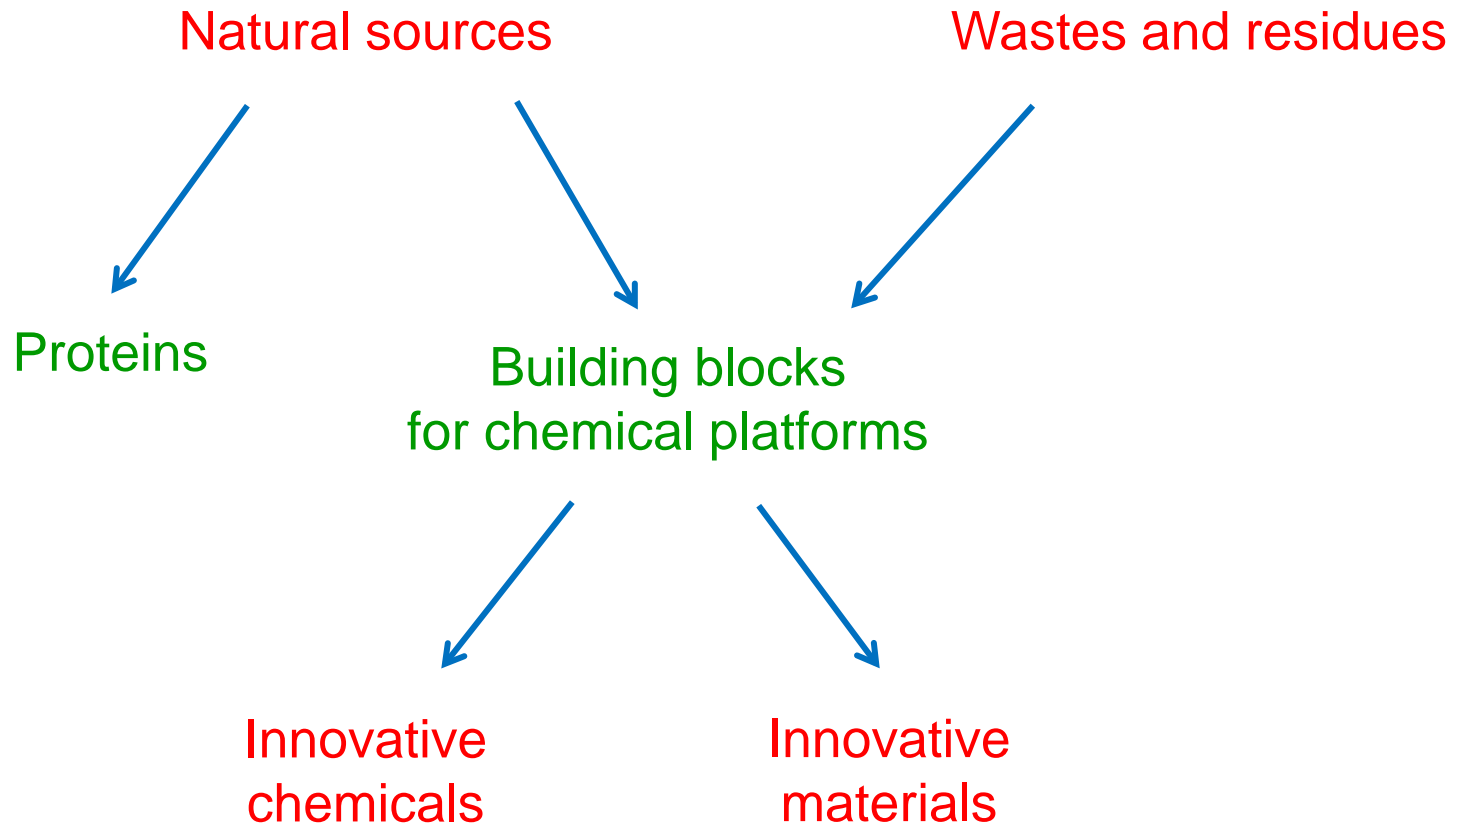 Natural sources
Wastes and residues
Proteins
Building blocks
for chemical platforms
Innovative
chemicals
Innovative
materials